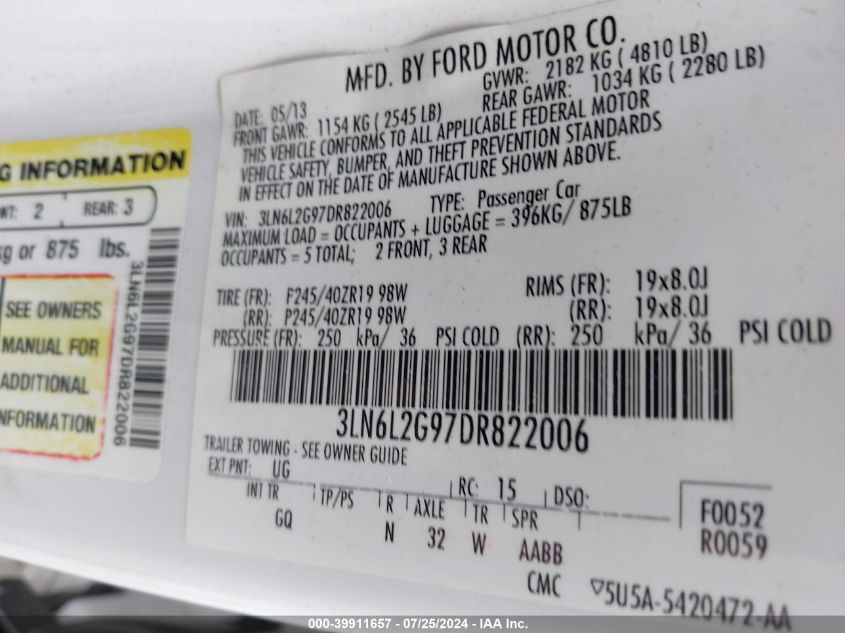 G INFORMATION
NT: 2 REAR: 3
kg or 875 lbs.
SEE OWNERS
MANUAL FOR
ADDITIONAL
NFORMATION
3LN6L2G97DR822006
MFD. BY FORD MOTOR CO.
DATE: 05/13 GVWR: 2182 KG ( 4810 LB)
FRONT GAWR: 1154 KG ( 2545 LB) REAR GAWR: 1034 KG ( 2280 LB)
THIS VEHICLE CONFORMS TO ALL APPLICABLE FEDERAL MOTOR
VEHICLE SAFETY, BUMPER, AND THEFT PREVENTION STANDARDS
IN EFFECT ON THE DATE OF MANUFACTURE SHOWN ABOVE.
VIN: 3LN6L2G97DR822006 TYPE: Passenger Car
MAXIMUM LOAD = OCCUPANTS + LUGGAGE = 396KG/ 875LB
OCCUPANTS = 5 TOTAL; 2 FRONT, 3 REAR
TIRE (FR): F245/40ZR19 98W RIMS (FR): 19x8.0J
(RR): P245/40ZR19 98W (RR): 19x8.0J
PRESSURE (FR): 250 kPa/ 36 PSI COLD (RR): 250 kPa/ 36 PSI COLD
3LN6L2G97DR822006
TRAILER TOWING - SEE OWNER GUIDE
EXT PNT: UG RC: 15 DSO:
INT TR TP/PS R AXLE TR SPR F0052
GQ N 32 W AABB R0059
CMC ▽5U5A-5420472-AA
000-39911657 - 07/25/2024 - IAA Inc.